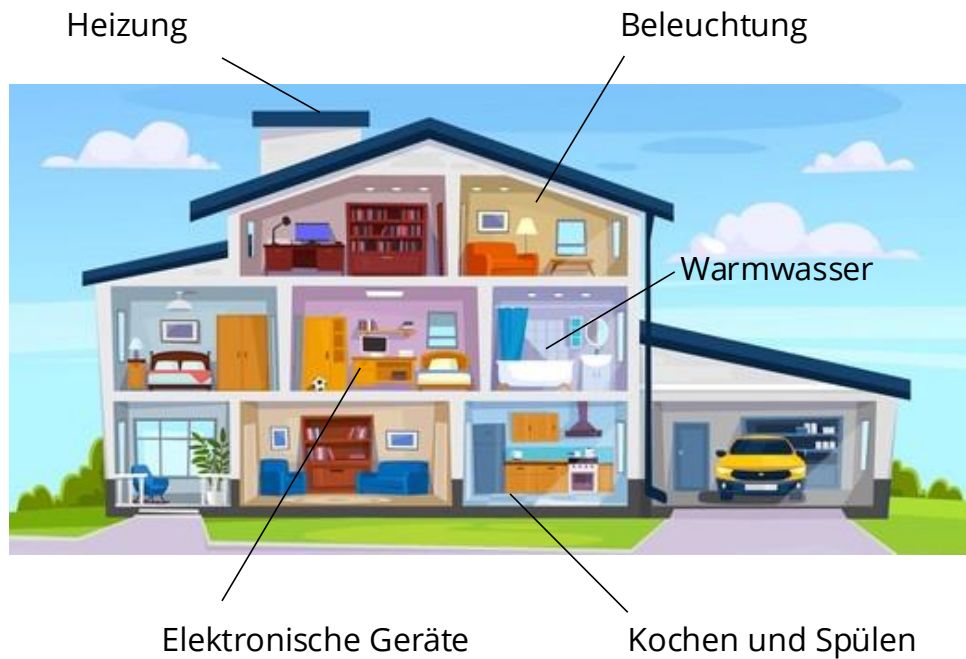 Heizung
Beleuchtung
Warmwasser
Elektronische Geräte
Kochen und Spülen